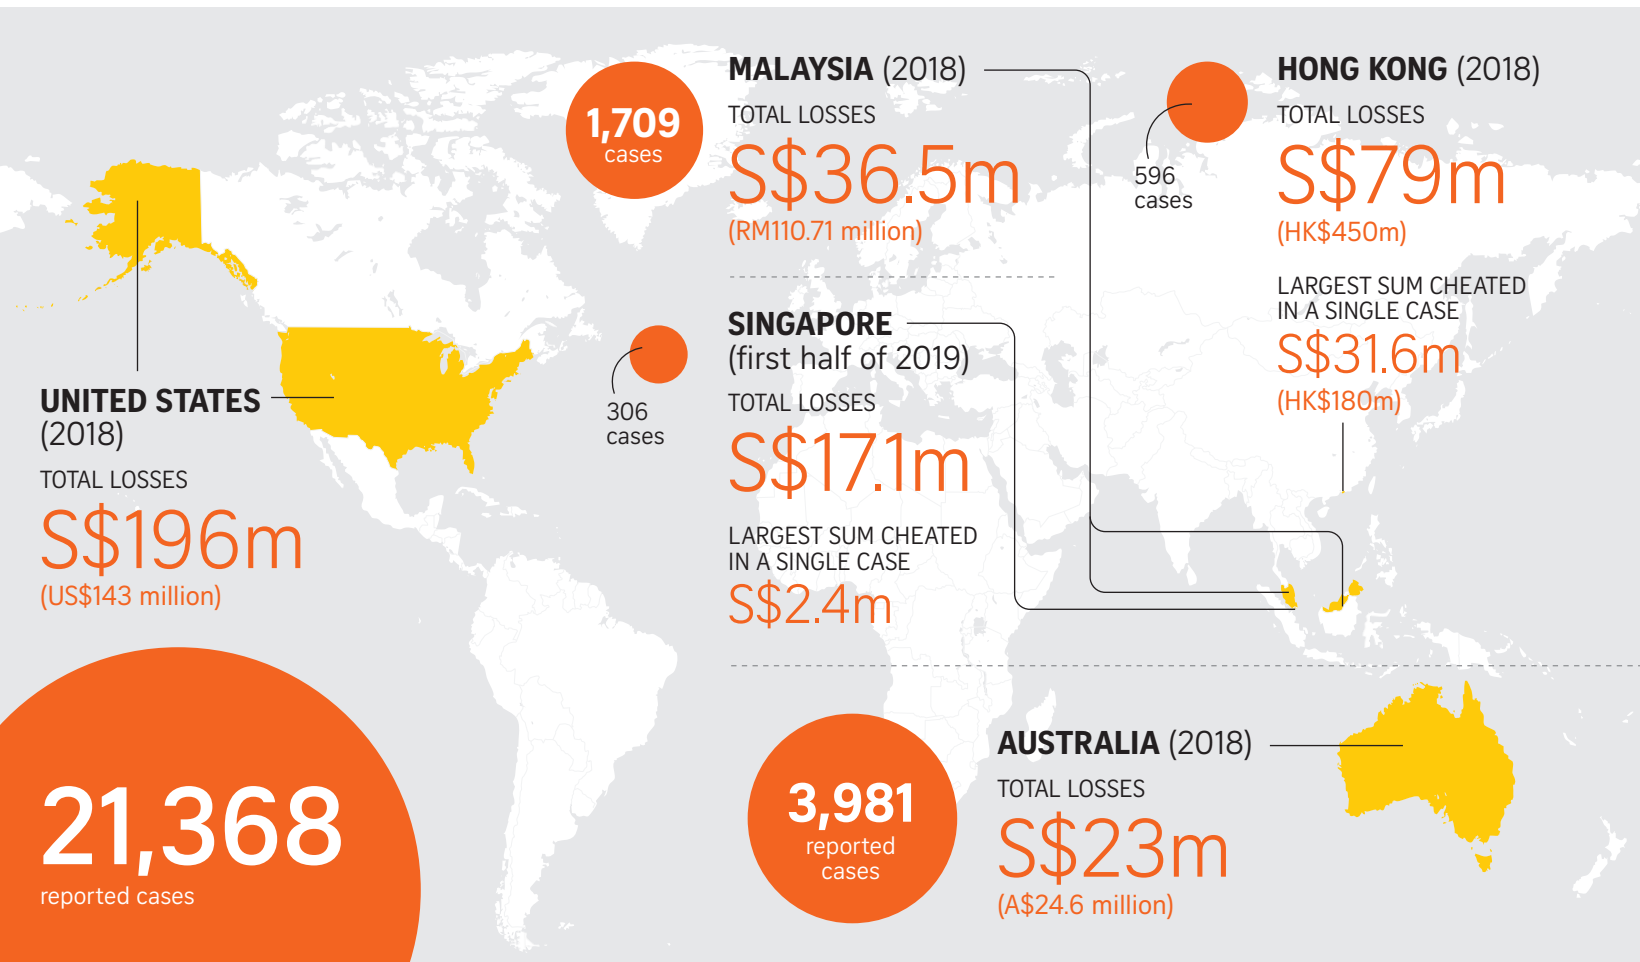 UNITED STATES
(2018)
TOTAL LOSSES
S$196m
(US$143 million)
21,368
reported cases
1,709
cases
MALAYSIA (2018)
TOTAL LOSSES
S$36.5m
(RM110.71 million)
306
cases
SINGAPORE
(first half of 2019)
TOTAL LOSSES
S$17.1m
LARGEST SUM CHEATED
IN A SINGLE CASE
S$2.4m
596
cases
HONG KONG (2018)
TOTAL LOSSES
S$79m
(HK$450m)
LARGEST SUM CHEATED
IN A SINGLE CASE
S$31.6m
(HK$180m)
3,981
reported
cases
AUSTRALIA (2018)
TOTAL LOSSES
S$23m
(A$24.6 million)